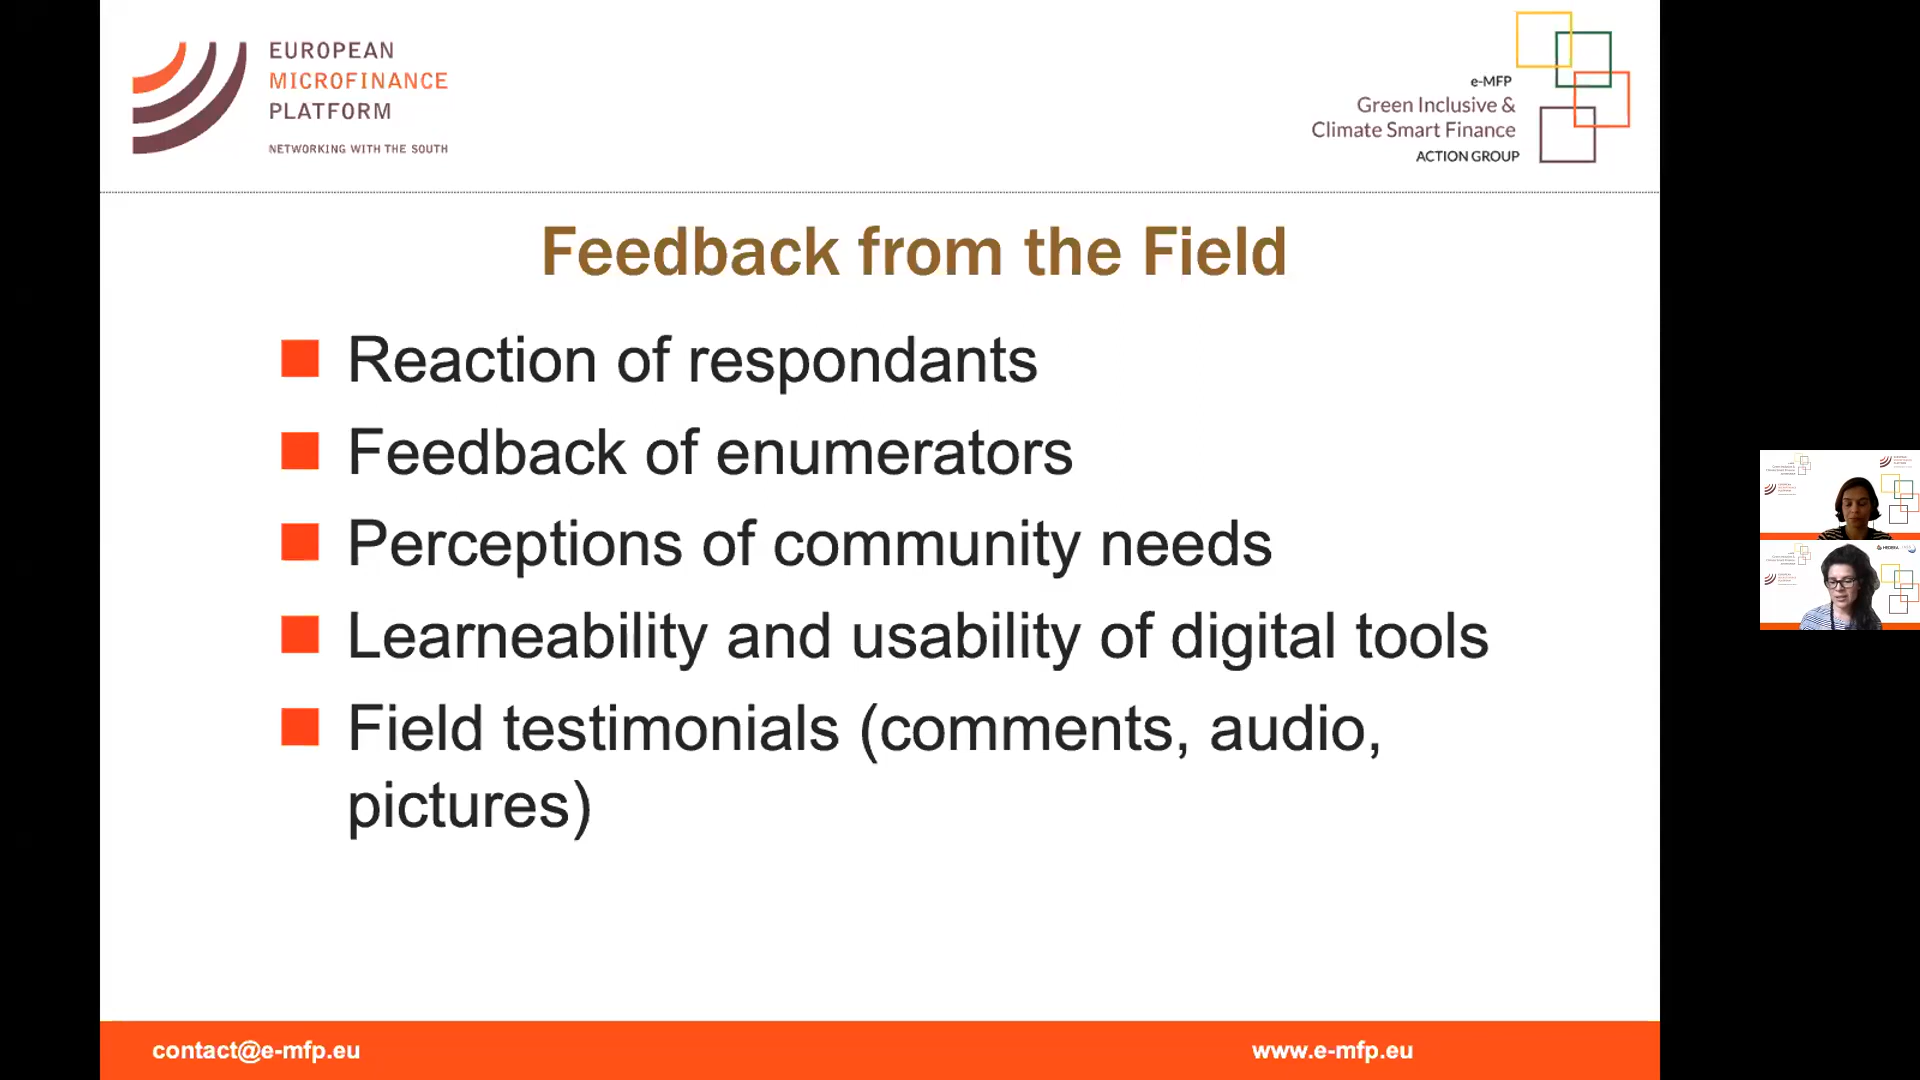 EUROPEAN
MICROFINANCE
PLATFORM
NETWORKING WITH THE SOUTH
e-MFP
Green Inclusive &
Climate Smart Finance
ACTION GROUP
Feedback from the Field
Reaction of respondants
Feedback of enumerators
Perceptions of community needs
Learneability and usability of digital tools
Field testimonials (comments, audio,
pictures)
contact@e-mfp.eu
www.e-mfp.eu